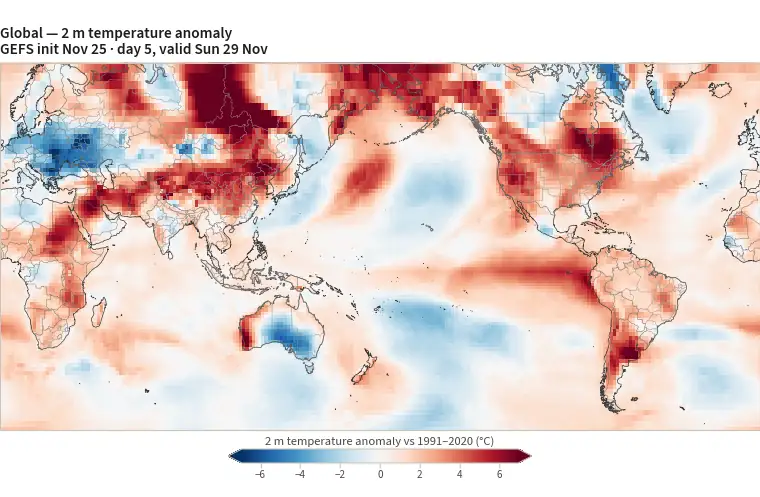 Global — 2 m temperature anomaly
GEFS init Nov 25 · day 5, valid Sun 29 Nov
2 m temperature anomaly vs 1991–2020 (°C)
−6 −4 −2 0 2 4 6